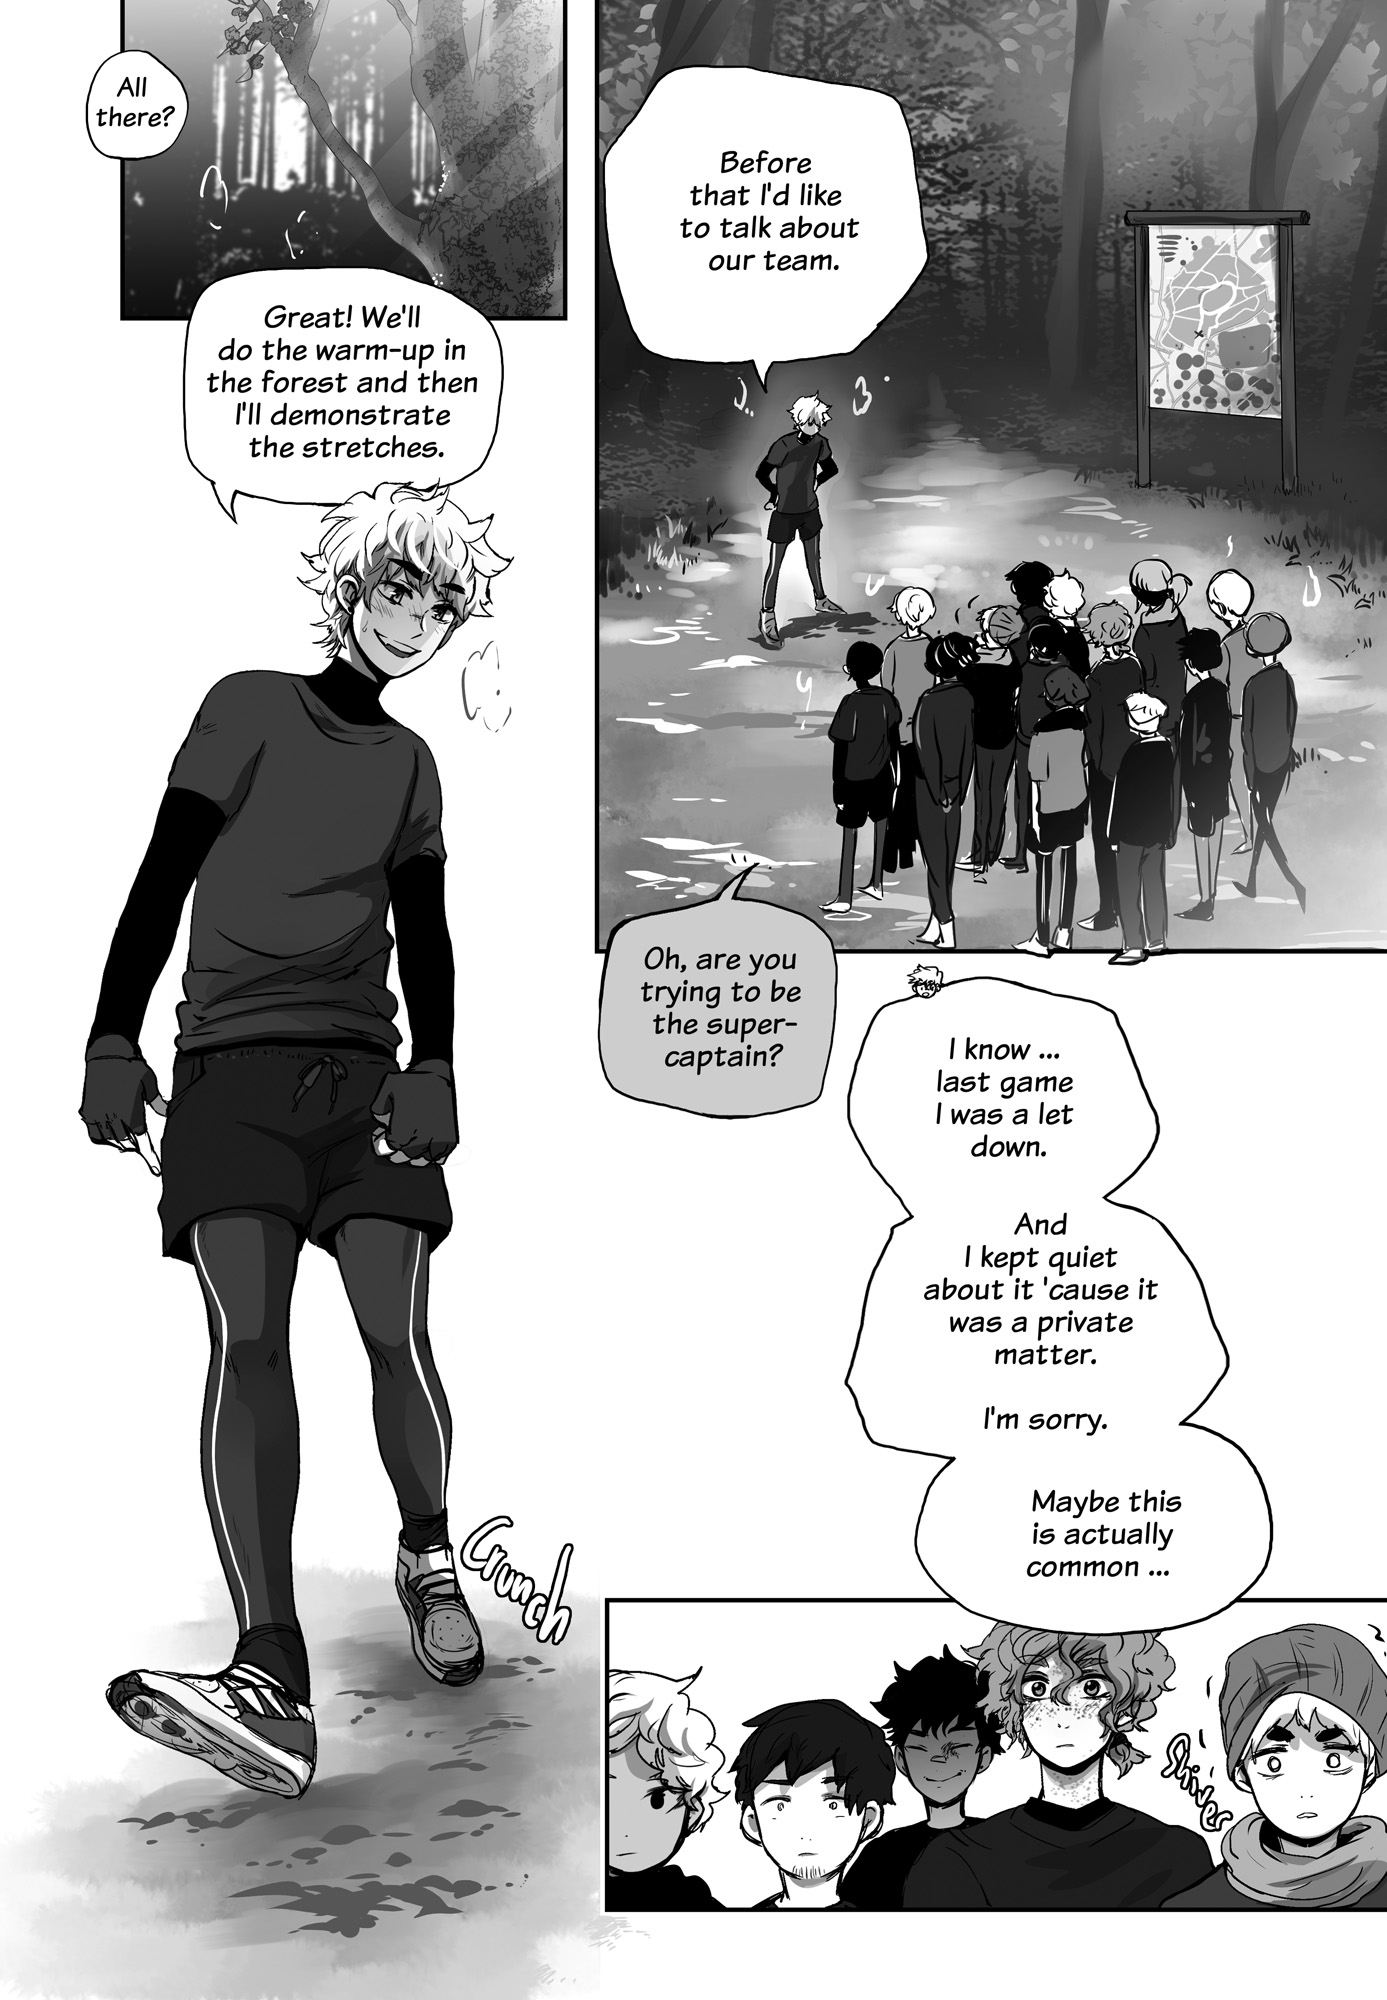 All
there?
Great! We'll
do the warm-up in
the forest and then
I'll demonstrate
the stretches.
Crunch
Before
that I'd like
to talk about
our team.
Oh, are you
trying to be
the super-
captain?
I know ...
last game
I was a let
down.
And
I kept quiet
about it 'cause it
was a private
matter.
I'm sorry.
Maybe this
is actually
common ...
Shiver